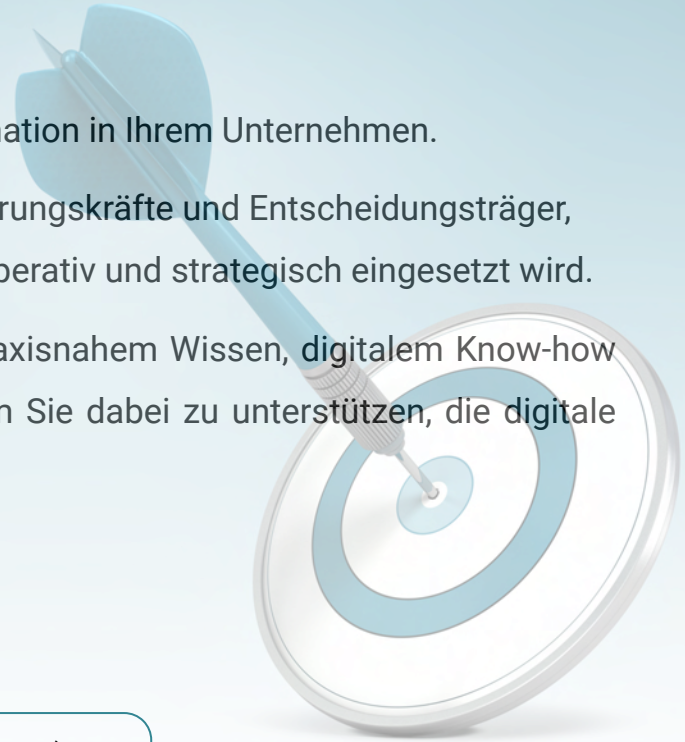 ation in Ihrem Unternehmen.
rungskräfte und Entscheidungsträger,
perativ und strategisch eingesetzt wird.
axisnahem Wissen, digitalem Know-how
n Sie dabei zu unterstützen, die digitale